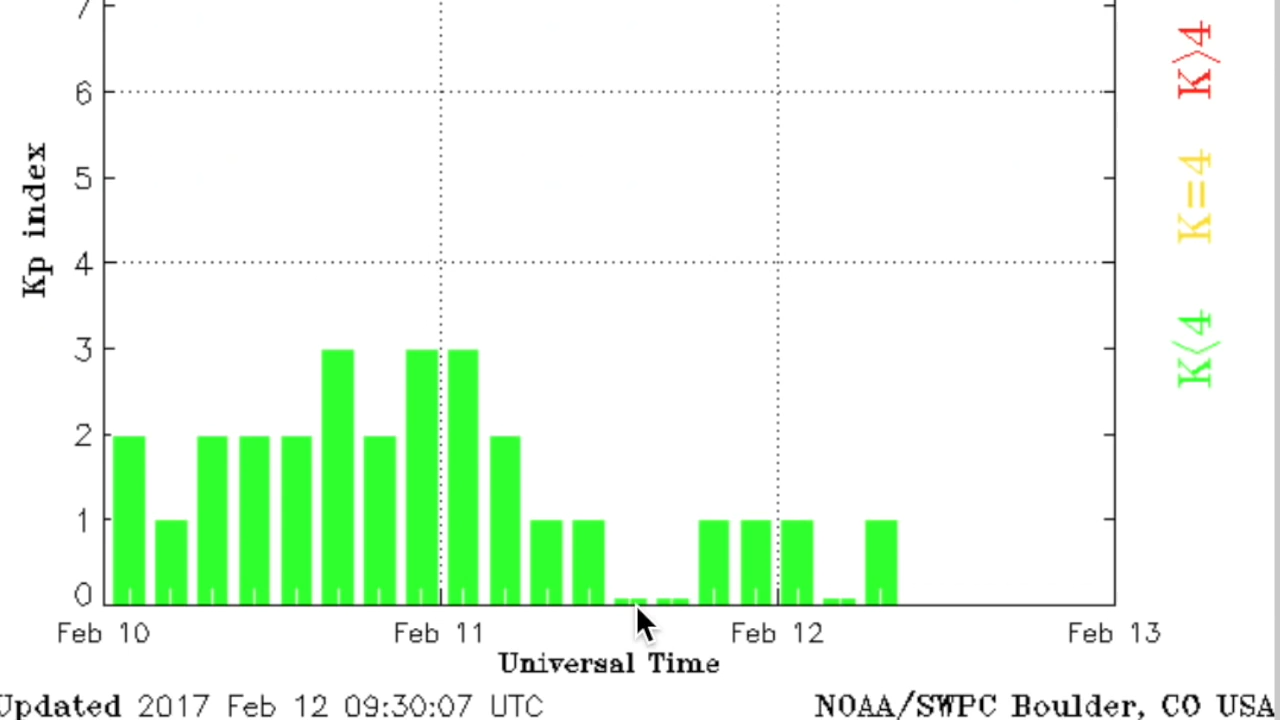 7
6
5
4
3
2
1
0
Kp index
Feb 10 Feb 11 Feb 12 Feb 13
Universal Time
Updated 2017 Feb 12 09:30:07 UTC
NOAA/SWPC Boulder, CO USA
K<4 K=4 K>4